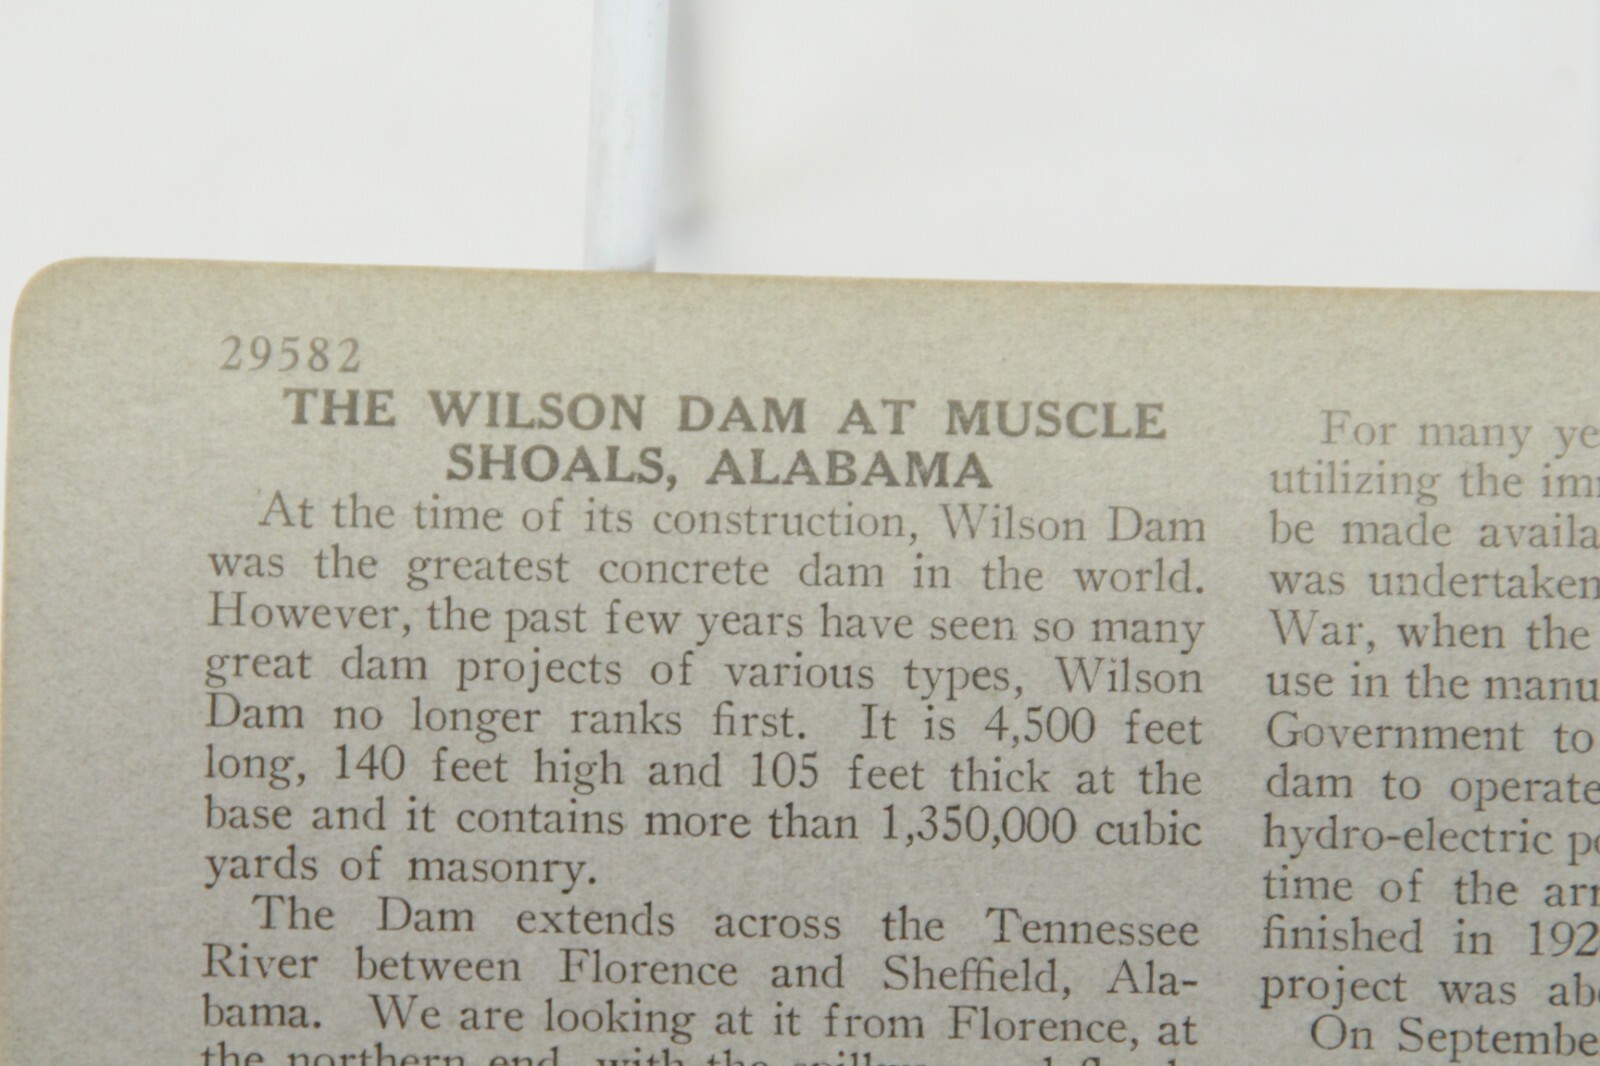 29582
THE WILSON DAM AT MUSCLE
SHOALS, ALABAMA
At the time of its construction, Wilson Dam
was the greatest concrete dam in the world.
However, the past few years have seen so many
great dam projects of various types, Wilson
Dam no longer ranks first. It is 4,500 feet
long, 140 feet high and 105 feet thick at the
base and it contains more than 1,350,000 cubic
yards of masonry.
The Dam extends across the Tennessee
River between Florence and Sheffield, Ala-
bama. We are looking at it from Florence, at
the northern end, with the
For many
utilizing the
be made
was undertaken
War, when the
use in the
Government to
dam to operate
hydro-electric
time of the
finished in
project was
On